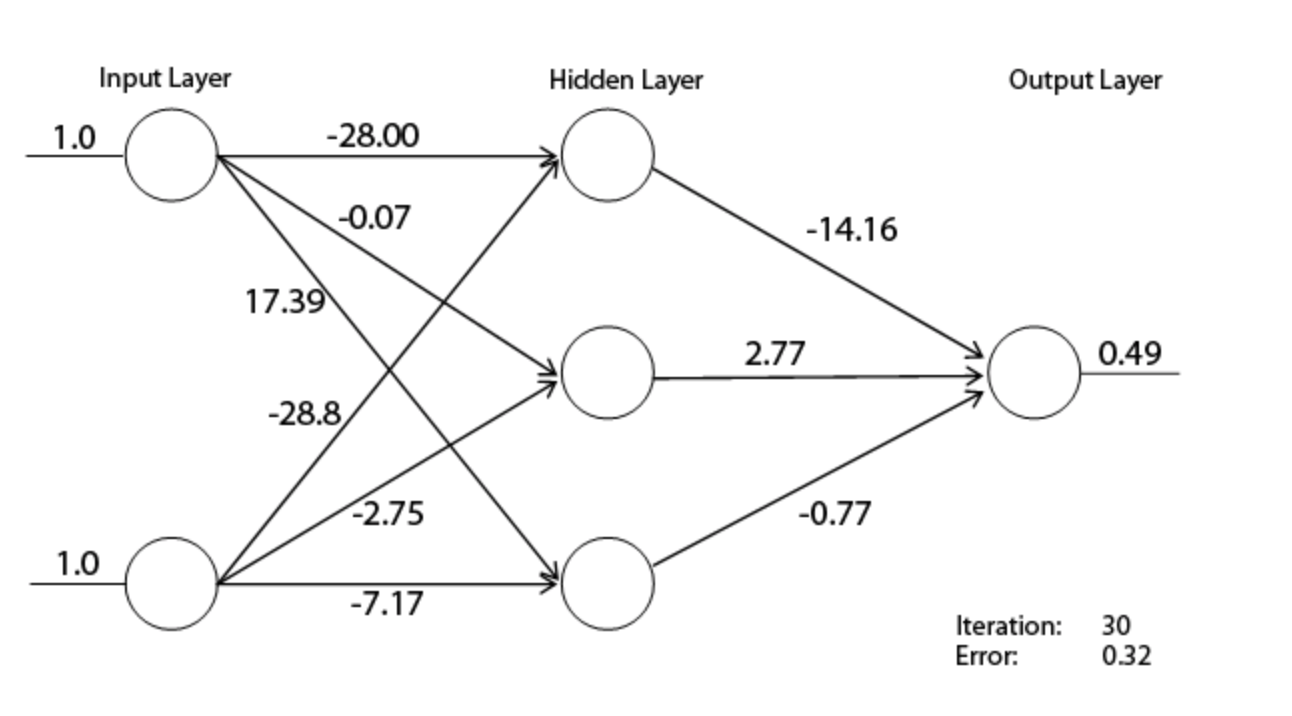 Input Layer
Hidden Layer
Output Layer
1.0
-28.00
-0.07
-14.16
17.39
2.77
0.49
-28.8
-2.75
-0.77
1.0
-7.17
Iteration: 30
Error: 0.32